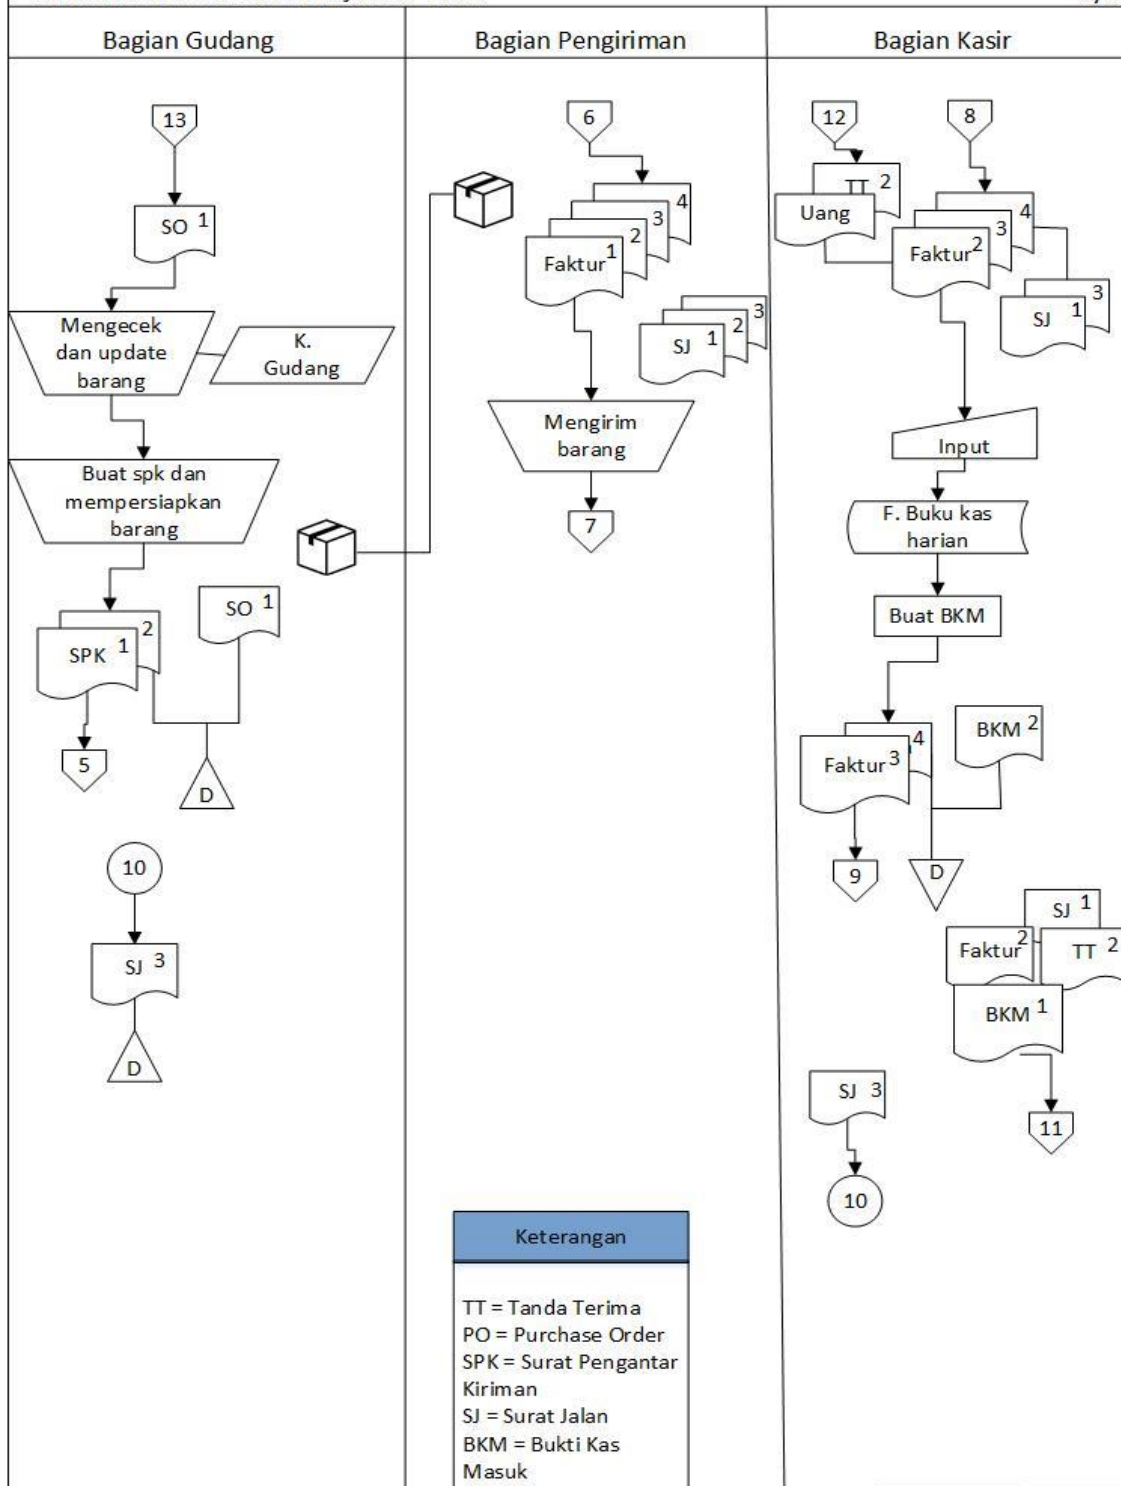 Bagian Gudang
13
SO 1
Mengecek
dan update
barang
K.
Gudang
Buat spk dan
mempersiapkan
barang
SO 1
2
SPK 1
5
D
10
SJ 3
D
Bagian Pengiriman
6
4
3
2
Faktur 1
3
2
SJ 1
Mengirim
barang
7
Bagian Kasir
12
8
TT 2
Uang
4
3
Faktur 2
3
SJ 1
Input
F. Buku kas
harian
Buat BKM
4
Faktur 3
BKM 2
9
D
SJ 1
Faktur 2
TT 2
BKM 1
11
SJ 3
10
Keterangan
TT = Tanda Terima
PO = Purchase Order
SPK = Surat Pengantar
Kiriman
SJ = Surat Jalan
BKM = Bukti Kas
Masuk